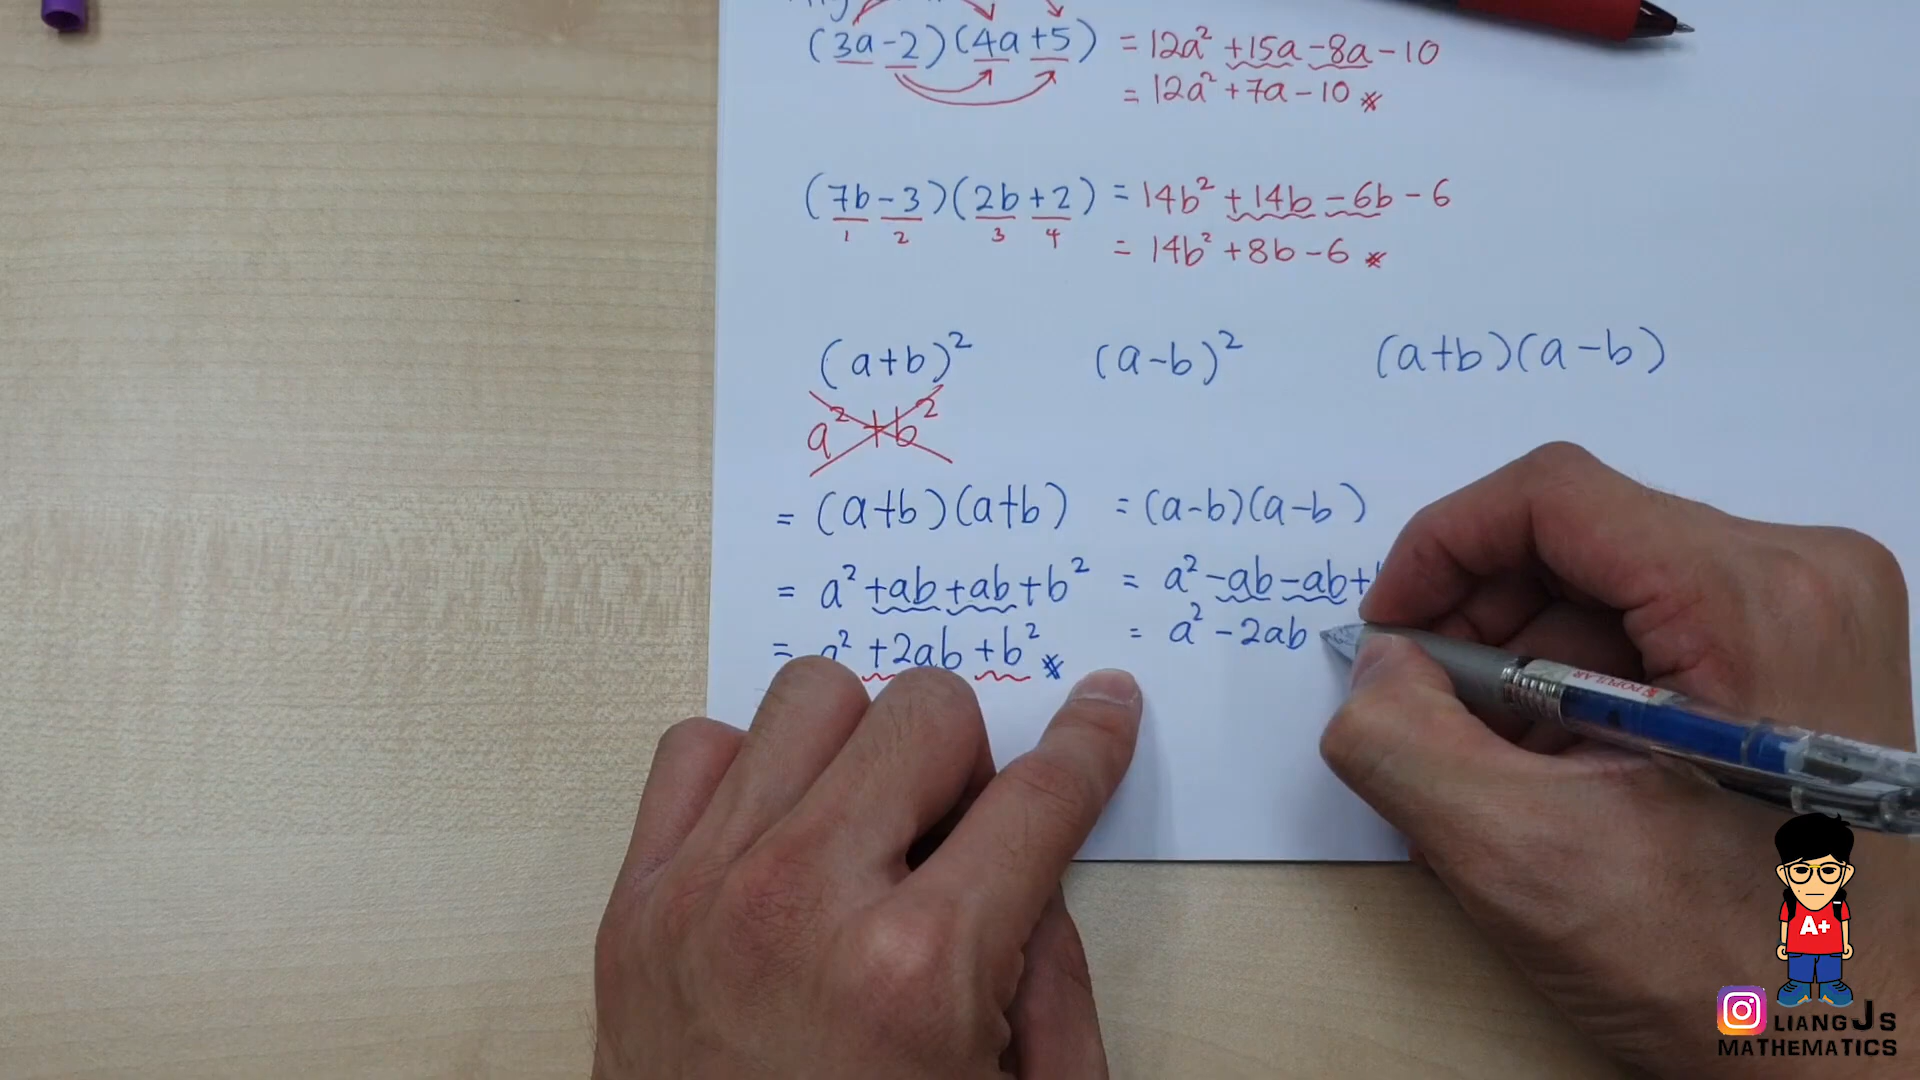 (3a-2)(4a+5) = 12a² +15a -8a -10
= 12a² +7a -10 *
(7b-3)(2b+2) = 14b² +14b -6b -6
1 2 3 4
= 14b² +8b -6 *
(a+b)² (a-b)² (a+b)(a-b)
a² + b²
= (a+b)(a+b) = (a-b)(a-b)
= a² +ab +ab +b² = a² -ab -ab +
= a² +2ab +b² * = a² -2ab
POPULAR
A+
LIANGJS
MATHEMATICS